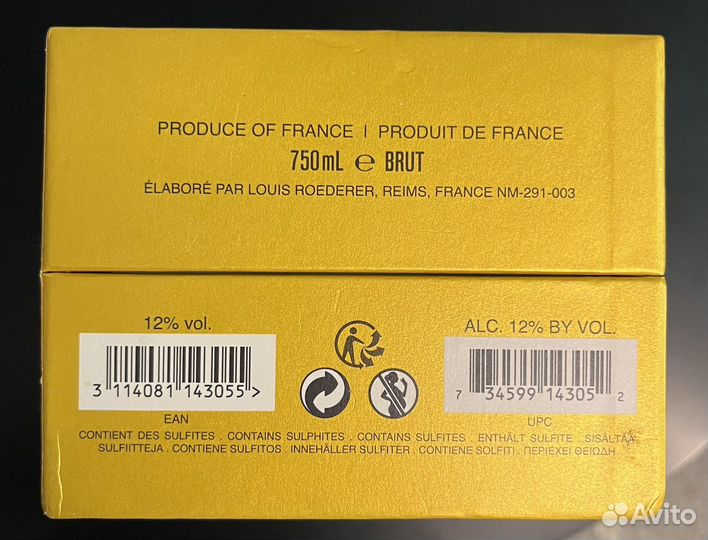 PRODUCE OF FRANCE | PRODUIT DE FRANCE
750mL e BRUT
ÉLABORÉ PAR LOUIS ROEDERER, REIMS, FRANCE NM-291-003
12% vol.
ALC. 12% BY VOL.
3 114081 143055 >
7 34599 14305 2
EAN
UPC
CONTIENT DES SULFITES . CONTAINS SULPHITES . CONTAINS SULFITES . ENTHÄLT SULFITE . SISÄLTÄÄ
SULFIITTEJA . CONTIENE SULFITOS . INNEHÅLLER SULFITER . CONTIENE SOLFITI . ΠΕΡΙΕΧΕΙ ΘΕΙΩΔΗ
Avito